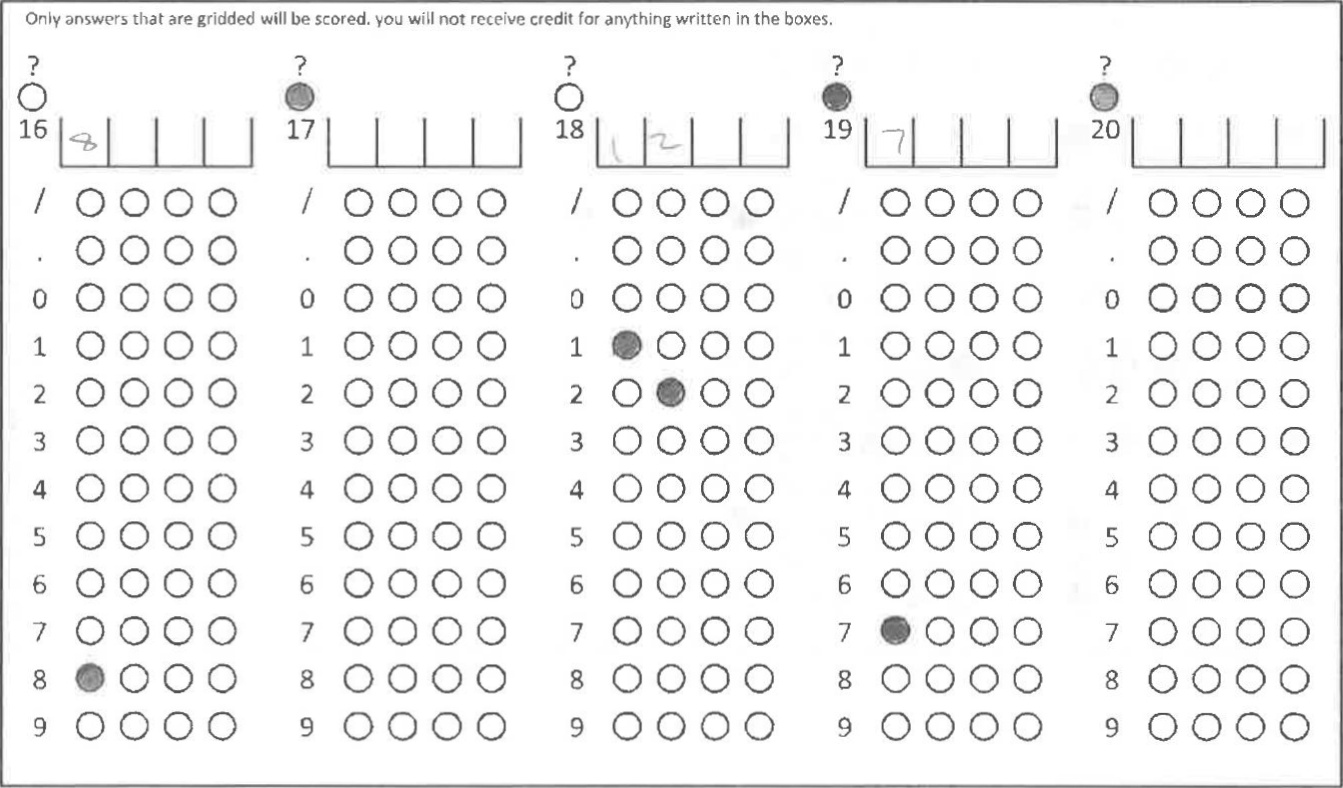 Only answers that are gridded will be scored. you will not receive credit for anything written in the boxes.
? ? ? ? ?
16 8 17 18 1 2 19 7 20
/ / / / /
. . . . .
0 0 0 0 0
1 1 1 1 1
2 2 2 2 2
3 3 3 3 3
4 4 4 4 4
5 5 5 5 5
6 6 6 6 6
7 7 7 7 7
8 8 8 8 8
9 9 9 9 9